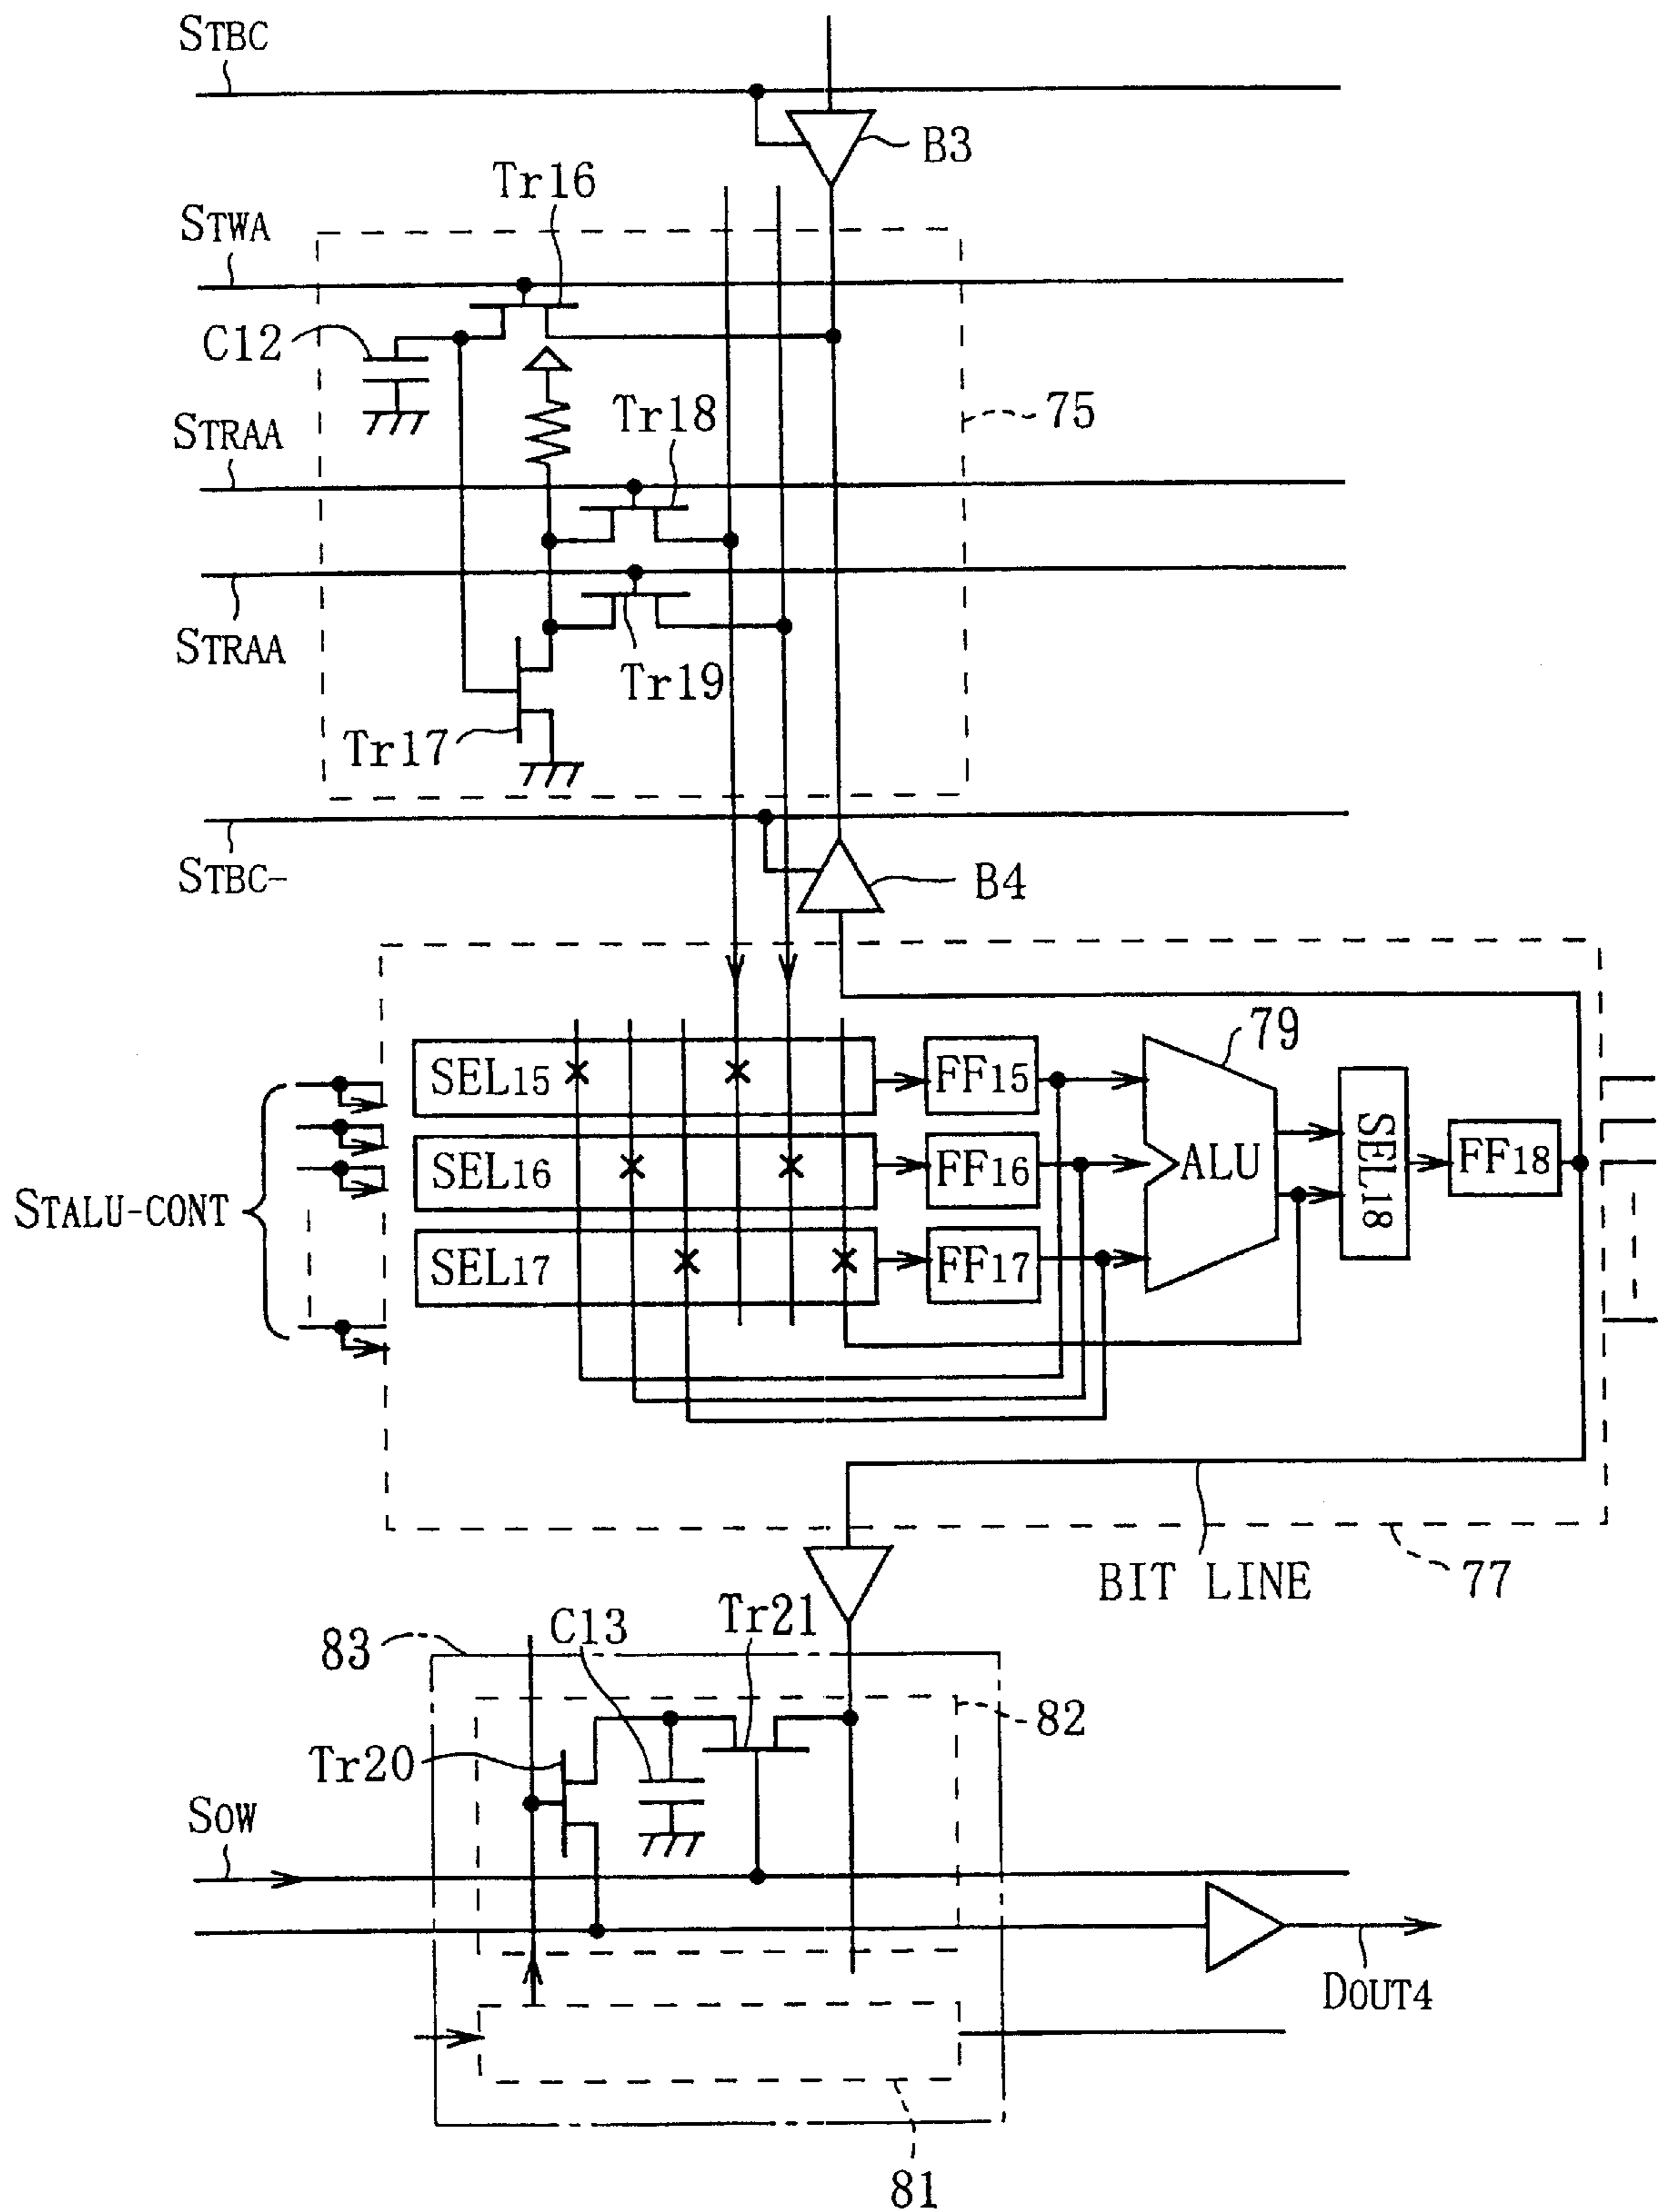 STBC
B3
Tr16
STWA
C12
Tr18
75
STRAA
STRAA
Tr19
Tr17
STBC-
B4
79
SEL15
FF15
SEL16
FF16
ALU
SEL18
FF18
STALU-CONT
SEL17
FF17
BIT LINE
77
83
C13
Tr21
82
Tr20
SOW
DOUT4
81